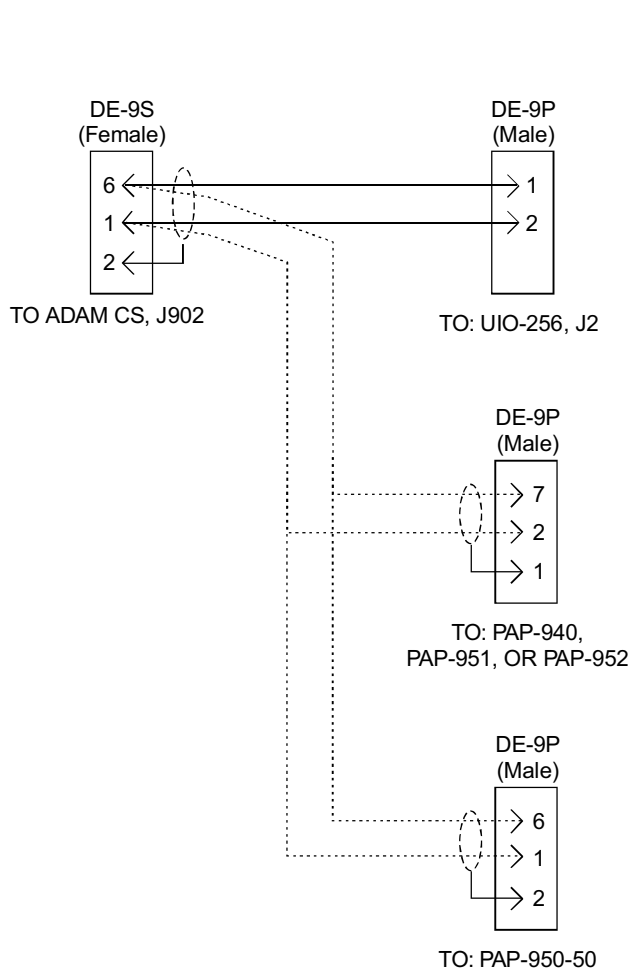 DE-9S
(Female)
6
1
2
TO ADAM CS, J902
DE-9P
(Male)
1
2
TO: UIO-256, J2
DE-9P
(Male)
7
2
1
TO: PAP-940,
PAP-951, OR PAP-952
DE-9P
(Male)
6
1
2
TO: PAP-950-50